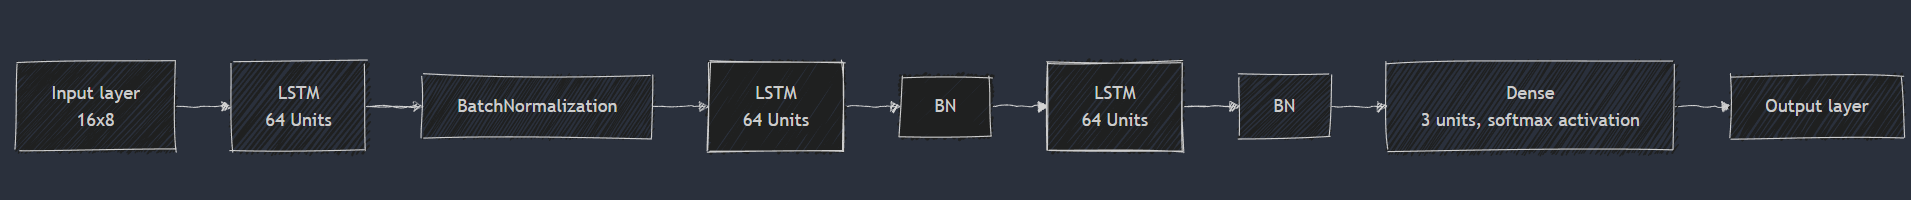 Input layer
16x8
LSTM
64 Units
BatchNormalization
LSTM
64 Units
BN
LSTM
64 Units
BN
Dense
3 units, softmax activation
Output layer